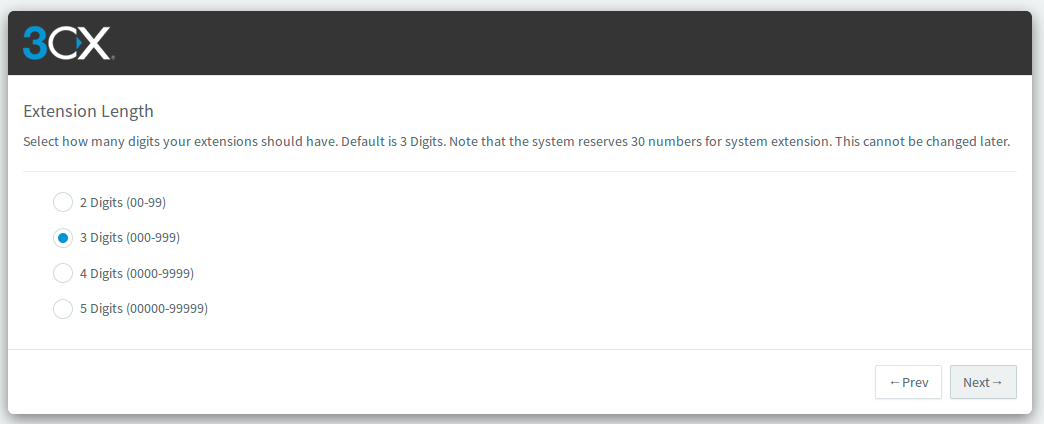 3CX
Extension Length
Select how many digits your extensions should have. Default is 3 Digits. Note that the system reserves 30 numbers for system extension. This cannot be changed later.
2 Digits (00-99)
3 Digits (000-999)
4 Digits (0000-9999)
5 Digits (00000-99999)
←Prev
Next→